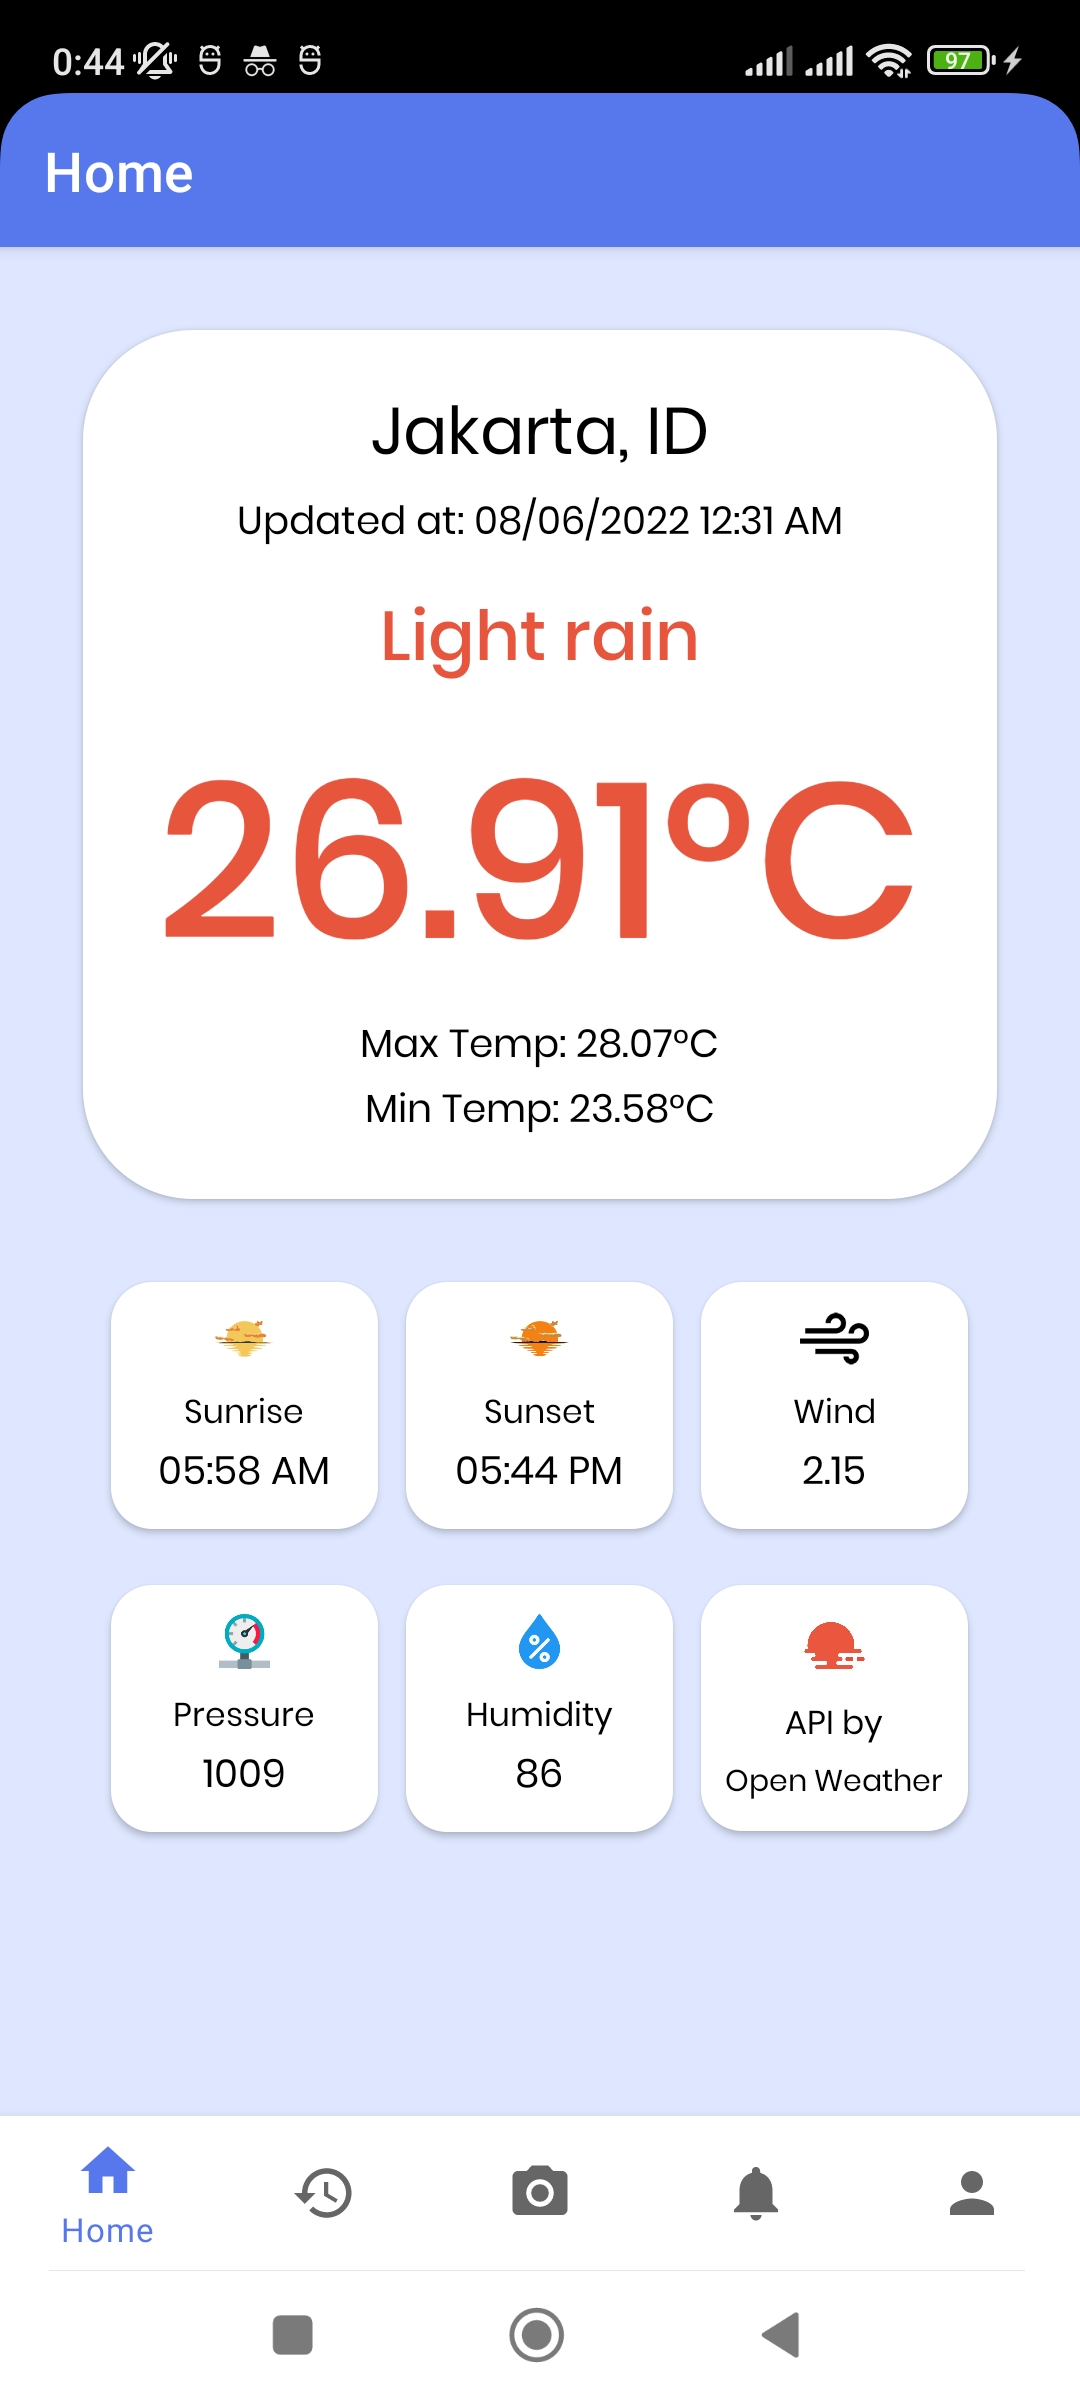 0:44
97
Home
Jakarta, ID
Updated at: 08/06/2022 12:31 AM
Light rain
26.91°C
Max Temp: 28.07°C
Min Temp: 23.58°C
Sunrise
05:58 AM
Sunset
05:44 PM
Wind
2.15
Pressure
1009
Humidity
86
API by
Open Weather
Home